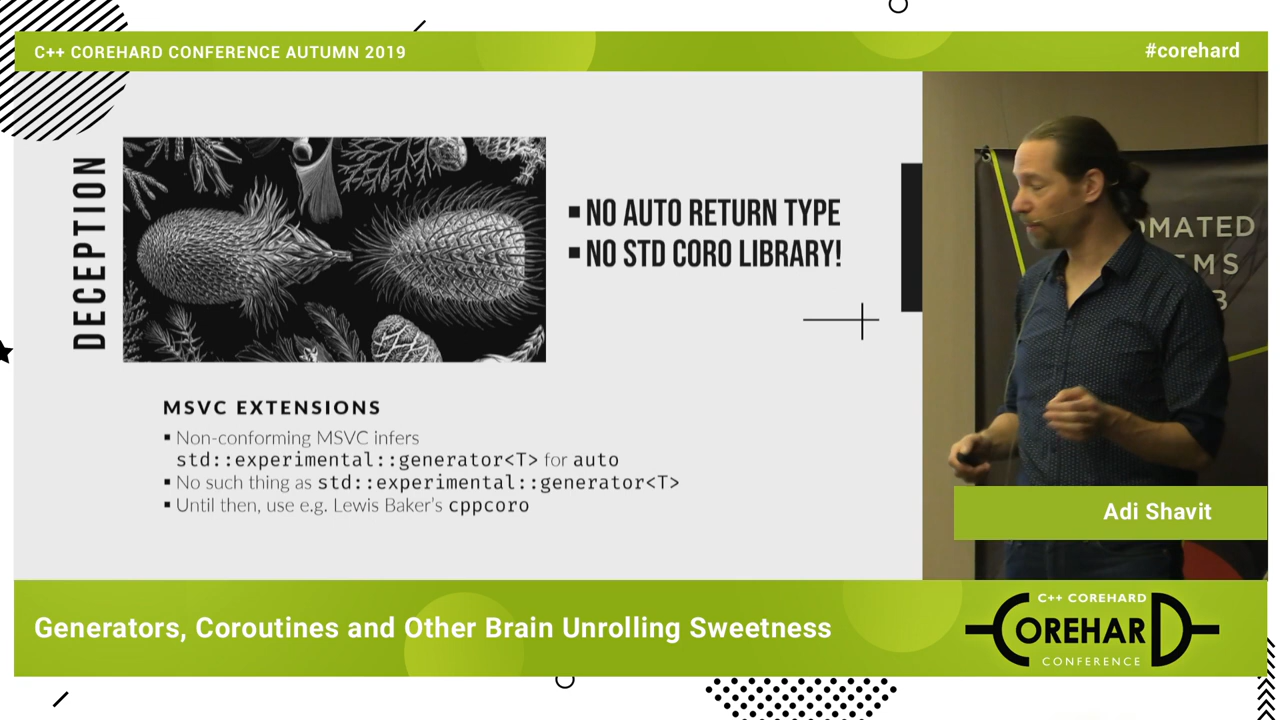 C++ COREHARD CONFERENCE AUTUMN 2019
#corehard
DECEPTION
▪ NO AUTO RETURN TYPE
▪ NO STD CORO LIBRARY!
MSVC EXTENSIONS
▪ Non-conforming MSVC infers
std::experimental::generator<T> for auto
▪ No such thing as std::experimental::generator<T>
▪ Until then, use e.g. Lewis Baker's cppcoro
Adi Shavit
Generators, Coroutines and Other Brain Unrolling Sweetness
C++ COREHARD
COREHARD
CONFERENCE